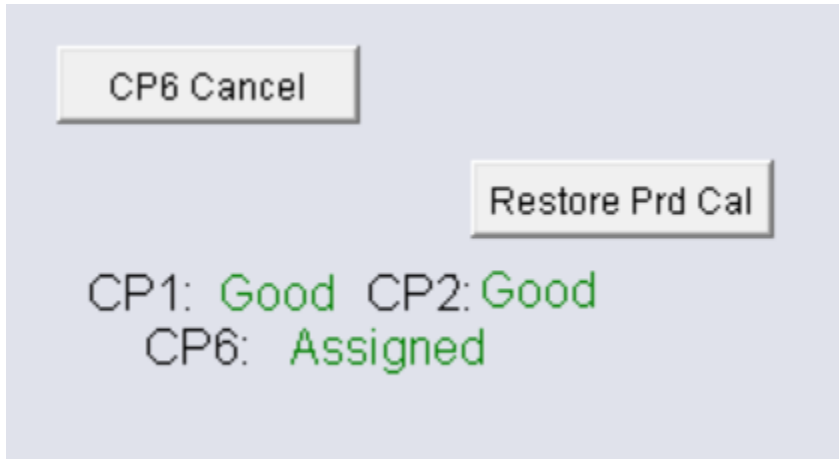 CP6 Cancel
Restore Prd Cal
CP1: Good CP2: Good
CP6: Assigned